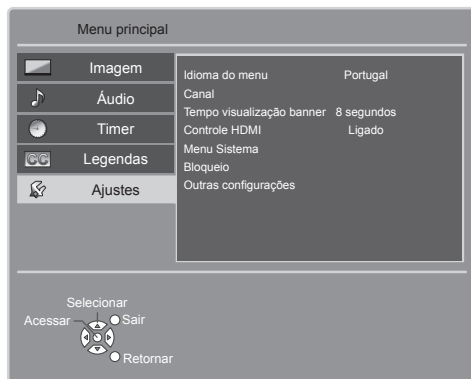 Menu principal
Imagem
Áudio
Timer
CC Legendas
Ajustes
Idioma do menu Portugal
Canal
Tempo visualização banner 8 segundos
Controle HDMI Ligado
Menu Sistema
Bloqueio
Outras configurações
Selecionar
Acessar Sair
Retornar